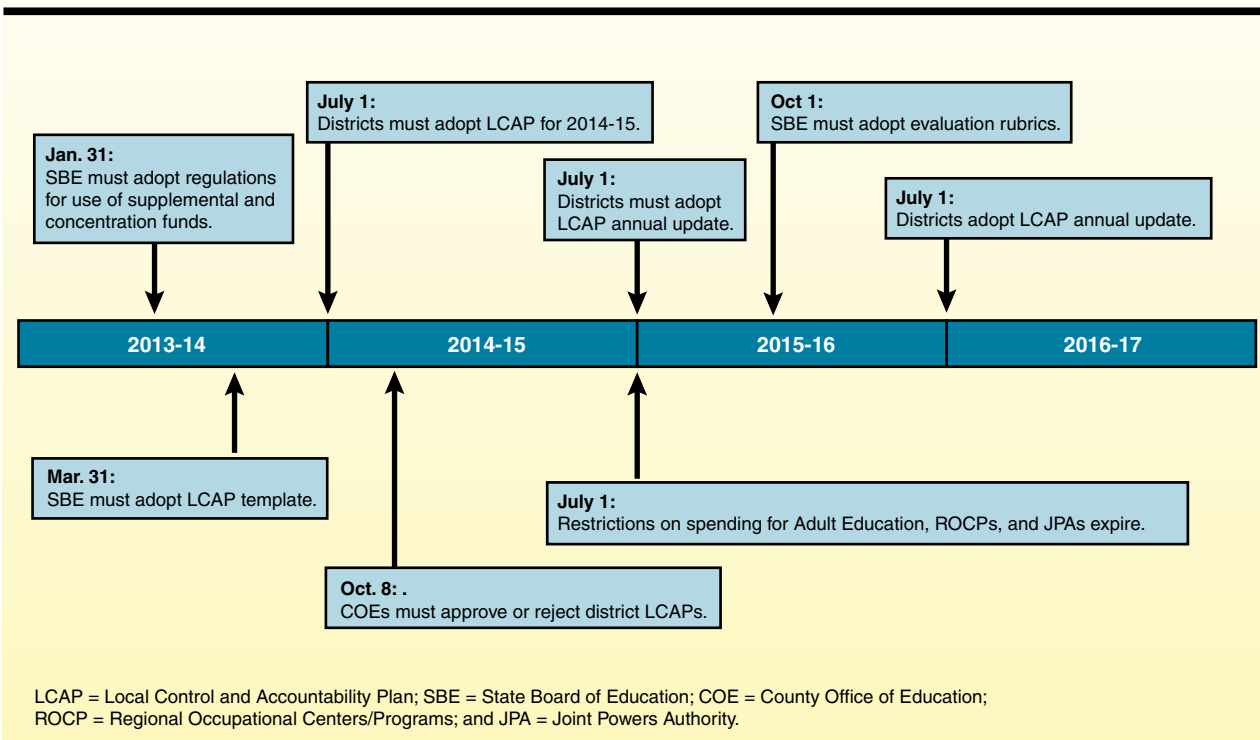 July 1:
Districts must adopt LCAP for 2014-15.
Oct 1:
SBE must adopt evaluation rubrics.
Jan. 31:
SBE must adopt regulations
for use of supplemental and
concentration funds.
July 1:
Districts must adopt
LCAP annual update.
July 1:
Districts adopt LCAP annual update.
2013-14
2014-15
2015-16
2016-17
Mar. 31:
SBE must adopt LCAP template.
July 1:
Restrictions on spending for Adult Education, ROCPs, and JPAs expire.
Oct. 8: .
COEs must approve or reject district LCAPs.
LCAP = Local Control and Accountability Plan; SBE = State Board of Education; COE = County Office of Education;
ROCP = Regional Occupational Centers/Programs; and JPA = Joint Powers Authority.